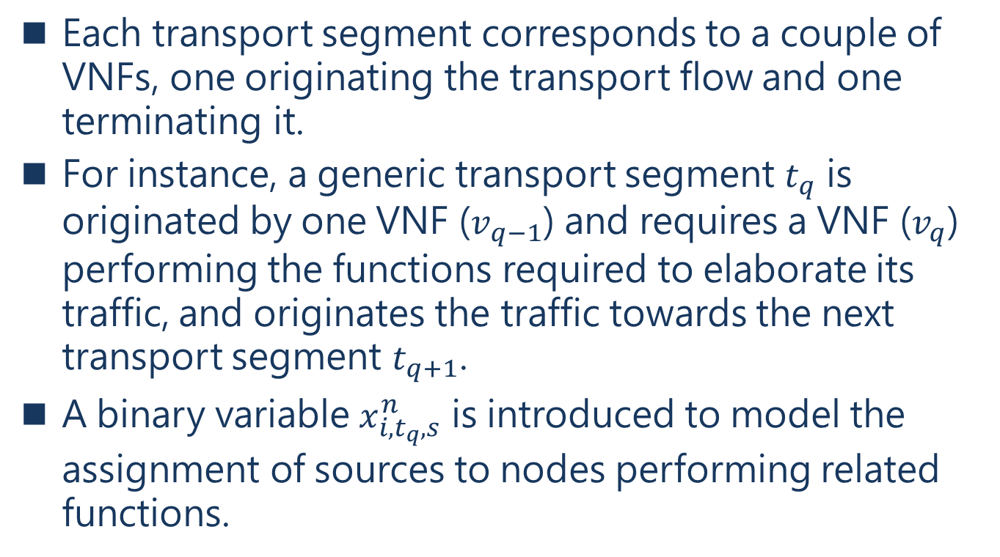 ■ Each transport segment corresponds to a couple of
VNFs, one originating the transport flow and one
terminating it.
■ For instance, a generic transport segment $t_q$ is
originated by one VNF ($v_{q-1}$) and requires a VNF ($v_q$)
performing the functions required to elaborate its
traffic, and originates the traffic towards the next
transport segment $t_{q+1}$.
■ A binary variable $x^n_{i,t_q,s}$ is introduced to model the
assignment of sources to nodes performing related
functions.